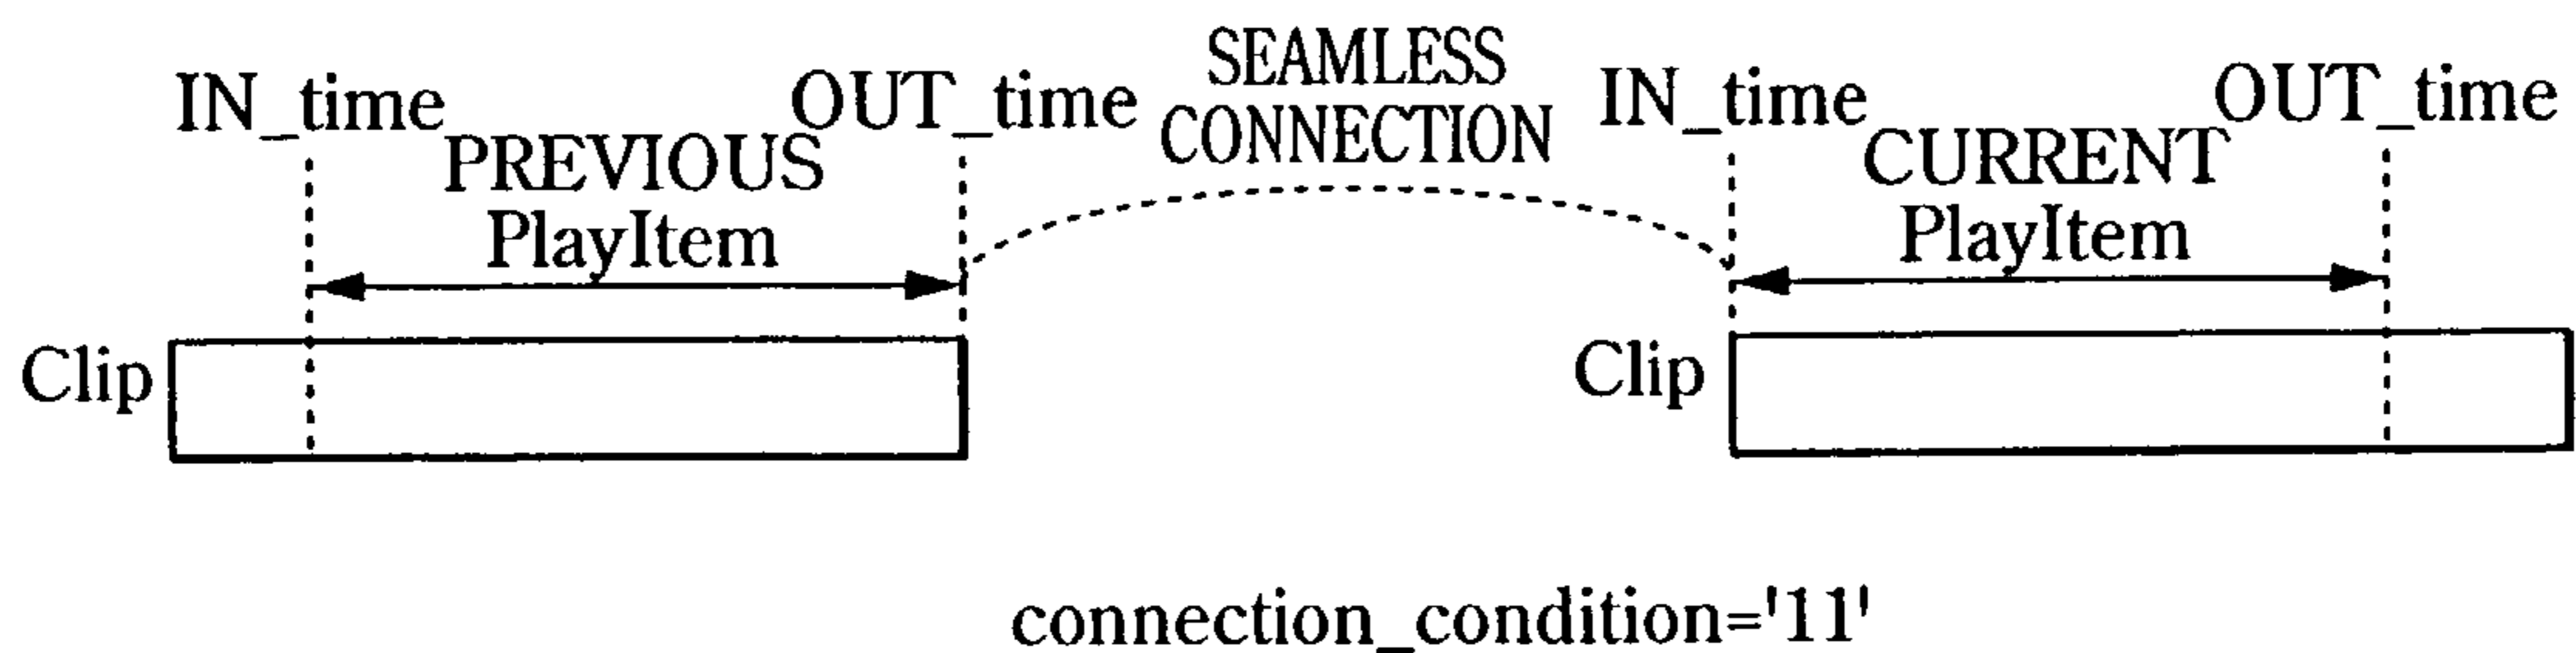 IN_time
PREVIOUS
PlayItem
OUT_time
SEAMLESS
CONNECTION
IN_time
CURRENT
PlayItem
OUT_time
Clip
Clip
connection_condition='11'